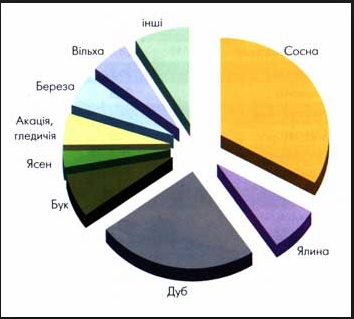 інші
Сосна
Вільха
Береза
Акація,
гледичія
Ясен
Бук
Дуб
Ялина